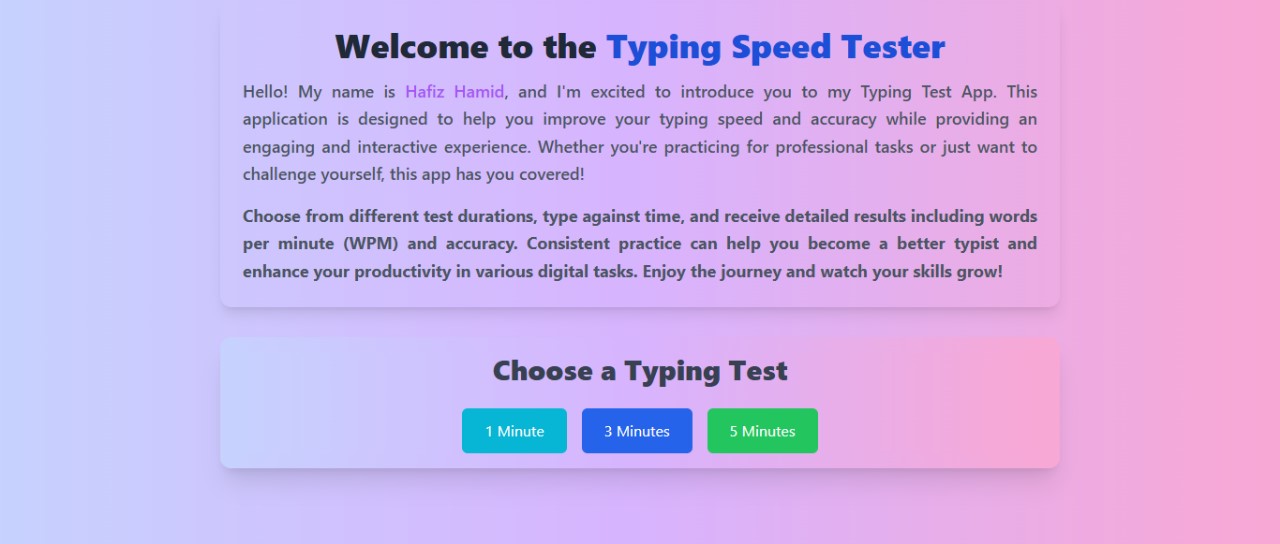 Welcome to the Typing Speed Tester
Hello! My name is Hafiz Hamid, and I'm excited to introduce you to my Typing Test App. This
application is designed to help you improve your typing speed and accuracy while providing an
engaging and interactive experience. Whether you're practicing for professional tasks or just want to
challenge yourself, this app has you covered!
Choose from different test durations, type against time, and receive detailed results including words
per minute (WPM) and accuracy. Consistent practice can help you become a better typist and
enhance your productivity in various digital tasks. Enjoy the journey and watch your skills grow!
Choose a Typing Test
1 Minute 3 Minutes 5 Minutes